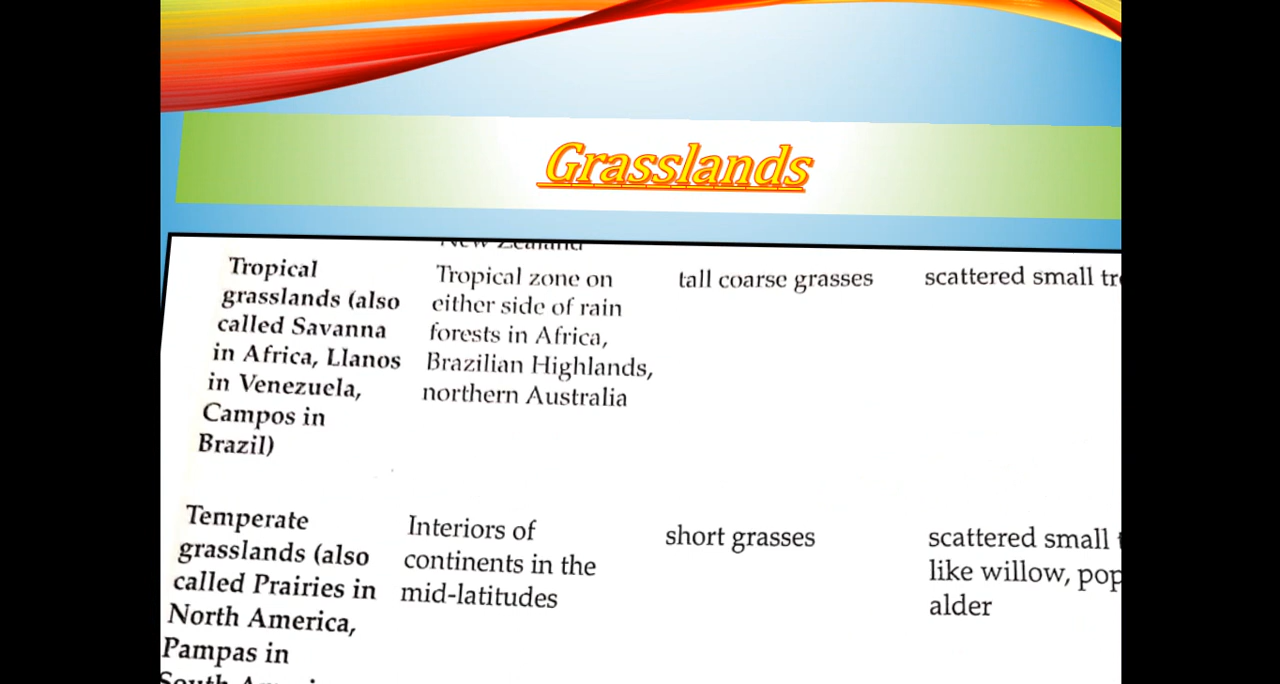 Grasslands
New Zealand
Tropical
grasslands (also
called Savanna
in Africa, Llanos
in Venezuela,
Campos in
Brazil)
Tropical zone on
either side of rain
forests in Africa,
Brazilian Highlands,
northern Australia
tall coarse grasses
scattered small
Temperate
grasslands (also
called Prairies in
North America,
Pampas in
Interiors of
continents in the
mid-latitudes
short grasses
scattered small
like willow,
alder